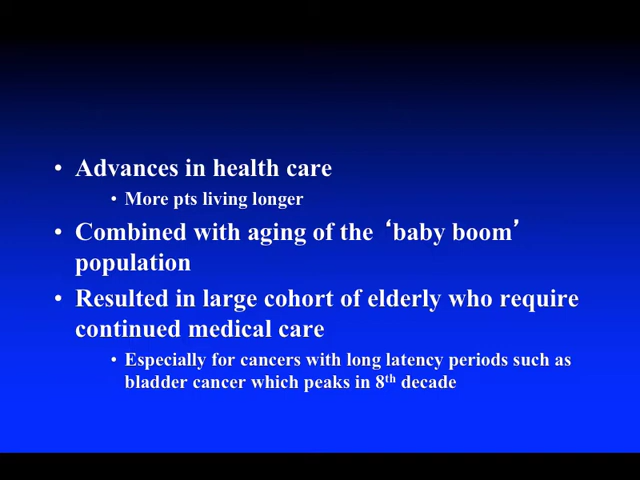 • Advances in health care
• More pts living longer
• Combined with aging of the ‘baby boom’
population
• Resulted in large cohort of elderly who require
continued medical care
• Especially for cancers with long latency periods such as
bladder cancer which peaks in 8th decade